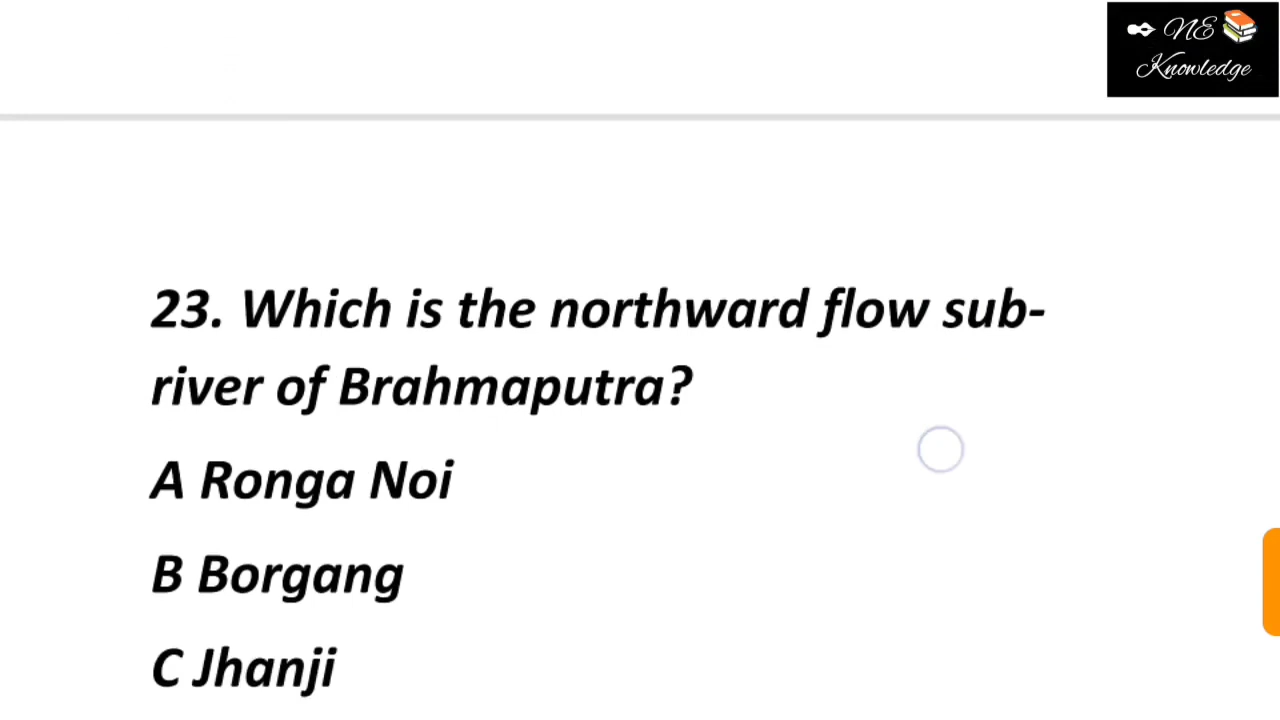 NE
Knowledge
23. Which is the northward flow sub-
river of Brahmaputra?
A Ronga Noi
B Borgang
C Jhanji